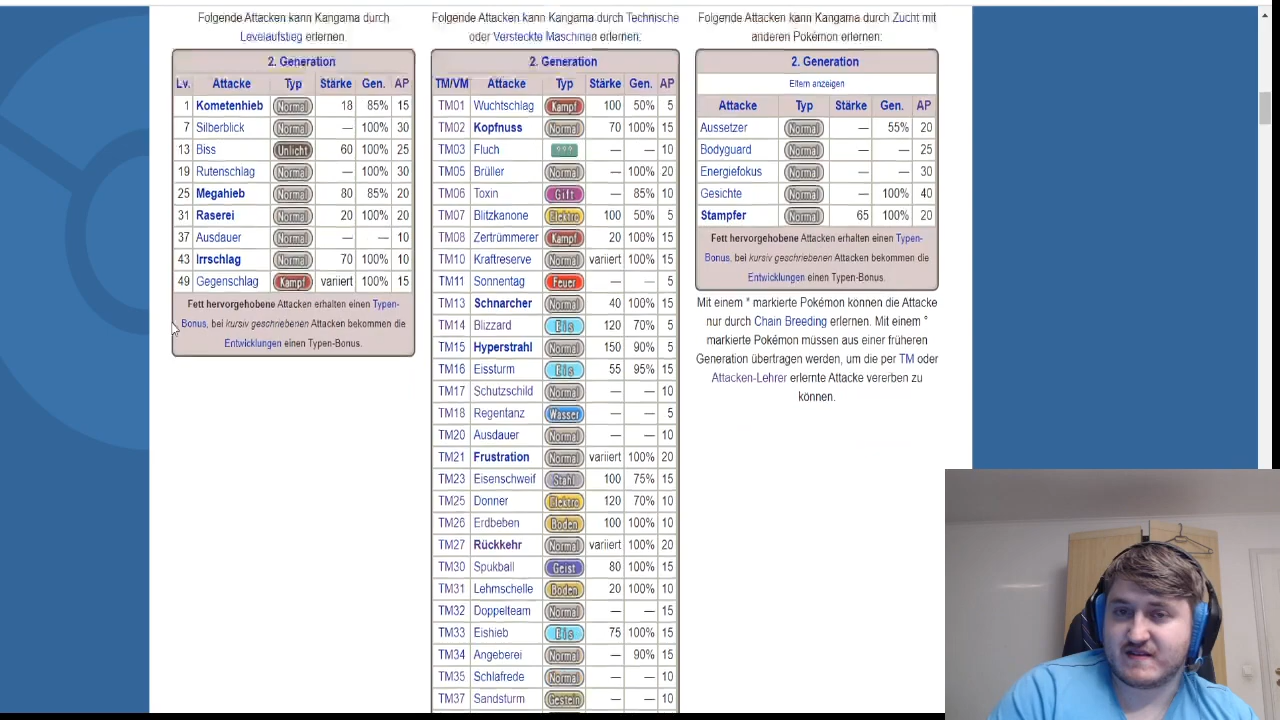 Folgende Attacken kann Kangama durch
Levelaufstieg erlernen.
2. Generation
Lv. Attacke Typ Stärke Gen. AP
1 Kometenhieb Normal 18 85% 15
7 Silberblick Normal — 100% 30
13 Biss Unlicht 60 100% 25
19 Rutenschlag Normal — 100% 30
25 Megahieb Normal 80 85% 20
31 Raserei Normal 20 100% 20
37 Ausdauer Normal — — 10
43 Irrschlag Normal 70 100% 10
49 Gegenschlag Kampf variiert 100% 15
Fett hervorgehobene Attacken erhalten einen Typen-
Bonus, bei kursiv geschriebenen Attacken bekommen die
Entwicklungen einen Typen-Bonus.
Folgende Attacken kann Kangama durch Technische
oder Versteckte Maschinen erlernen:
2. Generation
TM/VM Attacke Typ Stärke Gen. AP
TM01 Wuchtschlag Kampf 100 50% 5
TM02 Kopfnuss Normal 70 100% 15
TM03 Fluch ??? — — 10
TM05 Brüller Normal — 100% 20
TM06 Toxin Gift — 85% 10
TM07 Blitzkanone Elektro 100 50% 5
TM08 Zertrümmerer Kampf 20 100% 15
TM10 Kraftreserve Normal variiert 100% 15
TM11 Sonnentag Feuer — — 5
TM13 Schnarcher Normal 40 100% 15
TM14 Blizzard Eis 120 70% 5
TM15 Hyperstrahl Normal 150 90% 5
TM16 Eissturm Eis 55 95% 15
TM17 Schutzschild Normal — — 10
TM18 Regentanz Wasser — — 5
TM20 Ausdauer Normal — — 10
TM21 Frustration Normal variiert 100% 20
TM23 Eisenschweif Stahl 100 75% 15
TM25 Donner Elektro 120 70% 10
TM26 Erdbeben Boden 100 100% 10
TM27 Rückkehr Normal variiert 100% 20
TM30 Spukball Geist 80 100% 15
TM31 Lehmschelle Boden 20 100% 10
TM32 Doppelteam Normal — — 15
TM33 Eishieb Eis 75 100% 15
TM34 Angeberei Normal — 90% 15
TM35 Schlafrede Normal — — 10
TM37 Sandsturm Gestein — — 10
Folgende Attacken kann Kangama durch Zucht mit
anderen Pokémon erlernen:
2. Generation
Eltern anzeigen
Attacke Typ Stärke Gen. AP
Aussetzer Normal — 55% 20
Bodyguard Normal — — 25
Energiefokus Normal — — 30
Gesichte Normal — 100% 40
Stampfer Normal 65 100% 20
Fett hervorgehobene Attacken erhalten einen Typen-
Bonus, bei kursiv geschriebenen Attacken bekommen die
Entwicklungen einen Typen-Bonus.
Mit einem * markierte Pokémon können die Attacke
nur durch Chain Breeding erlernen. Mit einem °
markierte Pokémon müssen aus einer früheren
Generation übertragen werden, um die per TM oder
Attacken-Lehrer erlernte Attacke vererben zu
können.